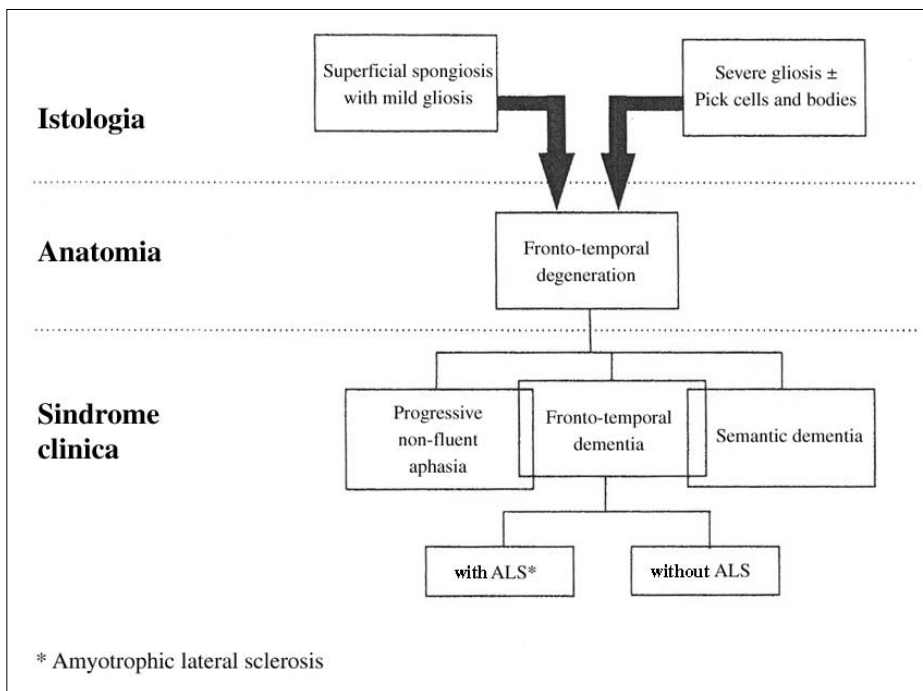 Istologia
Superficial spongiosis
with mild gliosis
Severe gliosis ±
Pick cells and bodies
Anatomia
Fronto-temporal
degeneration
Sindrome
clinica
Progressive
non-fluent
aphasia
Fronto-temporal
dementia
Semantic dementia
with ALS*
without ALS
* Amyotrophic lateral sclerosis